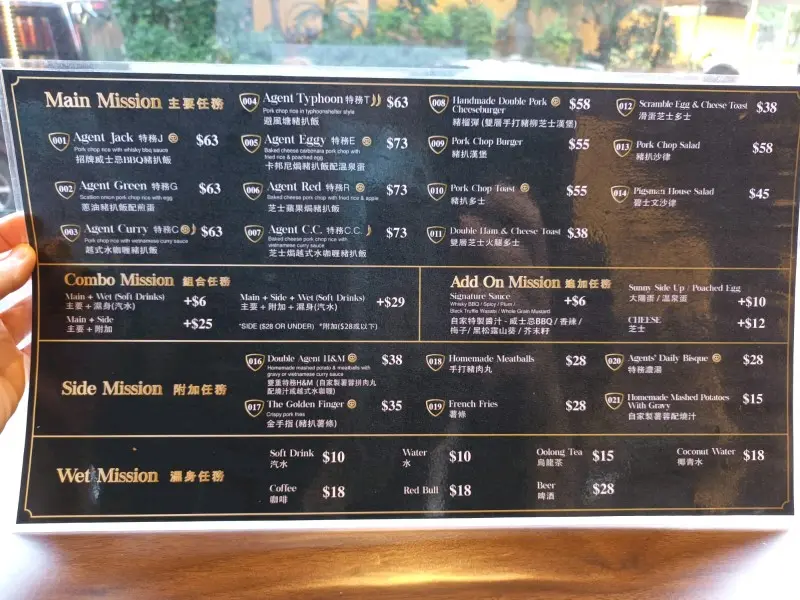 Main Mission 主要任務
001 Agent Jack 特務J $63
Pork chop rice with whisky bbq sauce
招牌威士忌BBQ豬扒飯
002 Agent Green 特務G $63
Scallion omun pork chop rice with egg
蔥油豬扒飯配煎蛋
003 Agent Curry 特務C $63
Pork chop rice with vietnamese curry sauce
越式水咖喱豬扒飯
004 Agent Typhoon 特務T $63
Pork chop rice in typhoonshelter style
避風塘豬扒飯
005 Agent Eggy 特務E $73
Baked cheese carbonara pork chop with
fried rice & poached egg
卡邦尼焗豬扒飯配溫泉蛋
006 Agent Red 特務R $73
Baked cheese pork chop with fried rice & apple
芝士蘋果焗豬扒飯
007 Agent C.C. 特務C.C. $73
Baked cheese pork chop rice with
vietnamese curry sauce
芝士焗越式水咖喱豬扒飯
008 Handmade Double Pork
Cheeseburger $58
豬榴彈 (雙層手打豬柳芝士漢堡)
009 Pork Chop Burger $55
豬扒漢堡
010 Pork Chop Toast $55
豬扒多士
011 Double Ham & Cheese Toast $38
雙層芝士火腿多士
012 Scramble Egg & Cheese Toast $38
滑蛋芝士多士
013 Pork Chop Salad $58
豬扒沙律
014 Pigsman House Salad $45
碧士文沙律
Combo Mission 組合任務
Main + Wet (Soft Drinks) +$6
主要 + 濕身(汽水)
Main + Side +$25
主要 + 附加
Main + Side + Wet (Soft Drinks) +$29
主要 + 附加 + 濕身(汽水)
*SIDE ($28 OR UNDER) *附加($28或以下)
Add On Mission 追加任務
Signature Sauce +$6
Whisky BBQ / Spicy / Plum /
Black Truffle Wasabi / Whole Grain Mustard
自家特製醬汁 - 威士忌BBQ / 香辣 /
梅子/ 黑松露山葵 / 芥末籽
Sunny Side Up / Poached Egg
太陽蛋 / 溫泉蛋 +$10
CHEESE +$12
芝士
Side Mission 附加任務
016 Double Agent H&M $38
Homemade mashed potato & meatballs with
gravy or vietnamese curry sauce
雙重特務H&M (自家製薯蓉拼肉丸
配燒汁或越式水咖喱)
017 The Golden Finger $35
Crispy pork fries
金手指 (豬扒薯條)
018 Homemade Meatballs $28
手打豬肉丸
019 French Fries $28
薯條
020 Agents' Daily Bisque $28
特務濃湯
021 Homemade Mashed Potatoes
With Gravy $15
自家製薯蓉配燒汁
Wet Mission 濕身任務
Soft Drink $10
汽水
Water $10
水
Oolong Tea $15
烏龍茶
Coconut Water $18
椰青水
Coffee $18
咖啡
Red Bull $18
Beer $28
啤酒